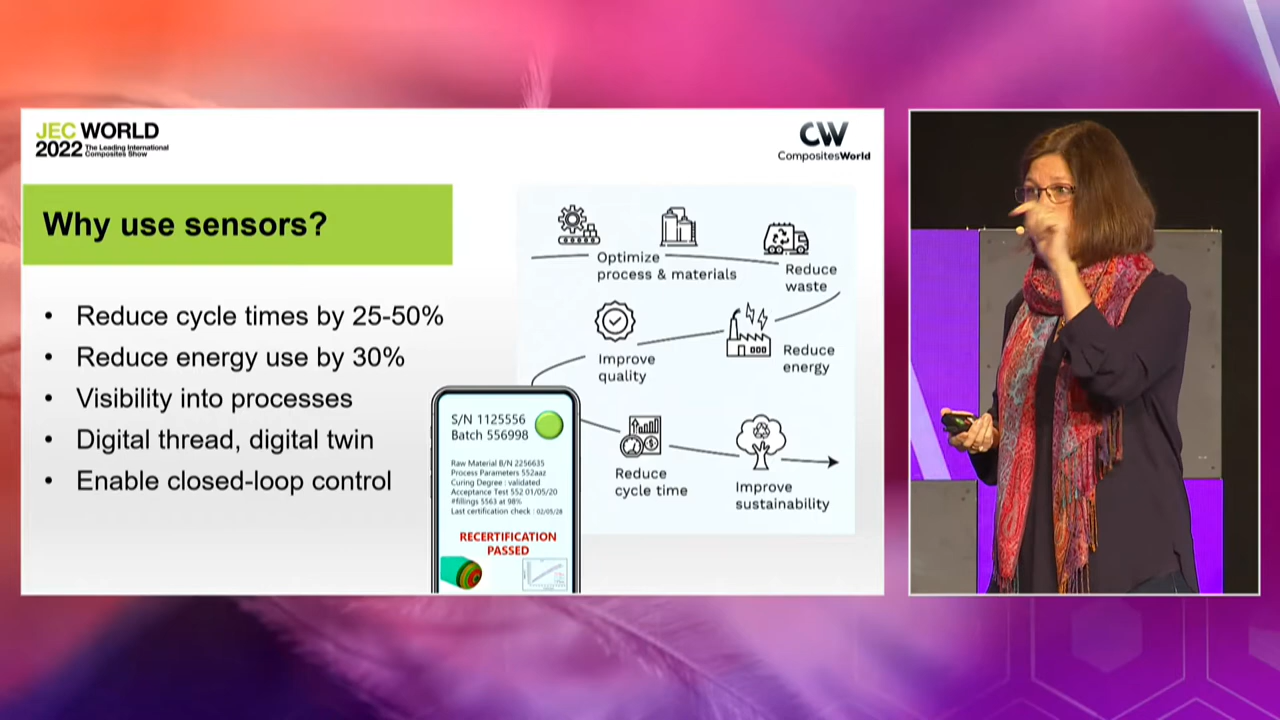 JEC WORLD
2022 The Leading International
Composites Show
CW
CompositesWorld
Why use sensors?
• Reduce cycle times by 25-50%
• Reduce energy use by 30%
• Visibility into processes
• Digital thread, digital twin
• Enable closed-loop control
Optimize
process & materials
Reduce
waste
Improve
quality
Reduce
energy
Reduce
cycle time
Improve
sustainability
S/N 1125556
Batch 556998
Raw Material B/N 2256635
Process Parameters 552aaz
Curing Degree : validated
Acceptance Test 552 01/05/20
#fillings 5563 at 98%
Last certification check : 02/05/28
RECERTIFICATION
PASSED